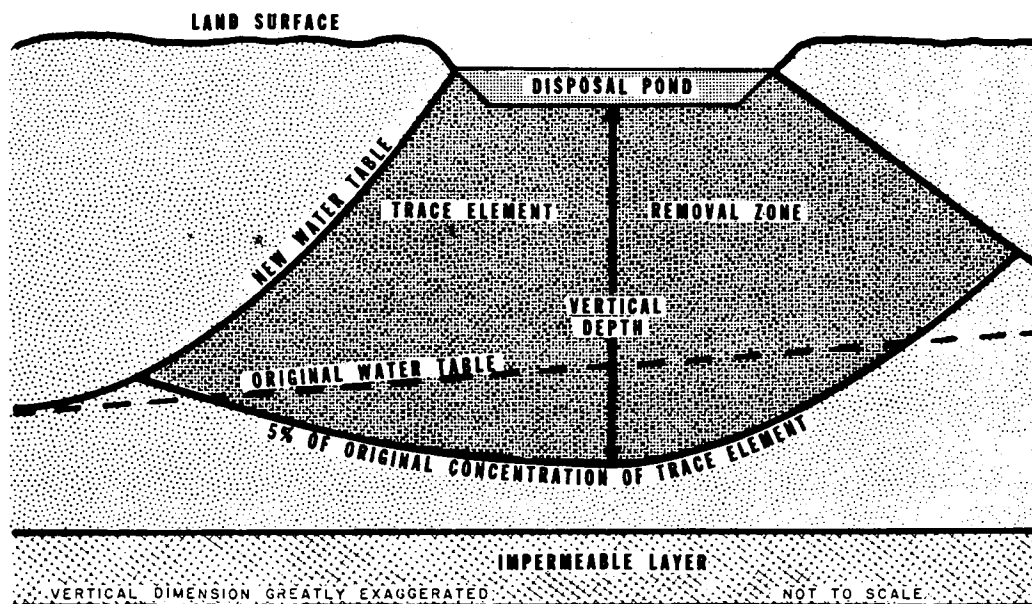 LAND SURFACE
DISPOSAL POND
NEW WATER TABLE
TRACE ELEMENT
REMOVAL ZONE
VERTICAL
DEPTH
ORIGINAL WATER TABLE
5% OF ORIGINAL CONCENTRATION OF TRACE ELEMENT
IMPERMEABLE LAYER
VERTICAL DIMENSION GREATLY EXAGGERATED
NOT TO SCALE